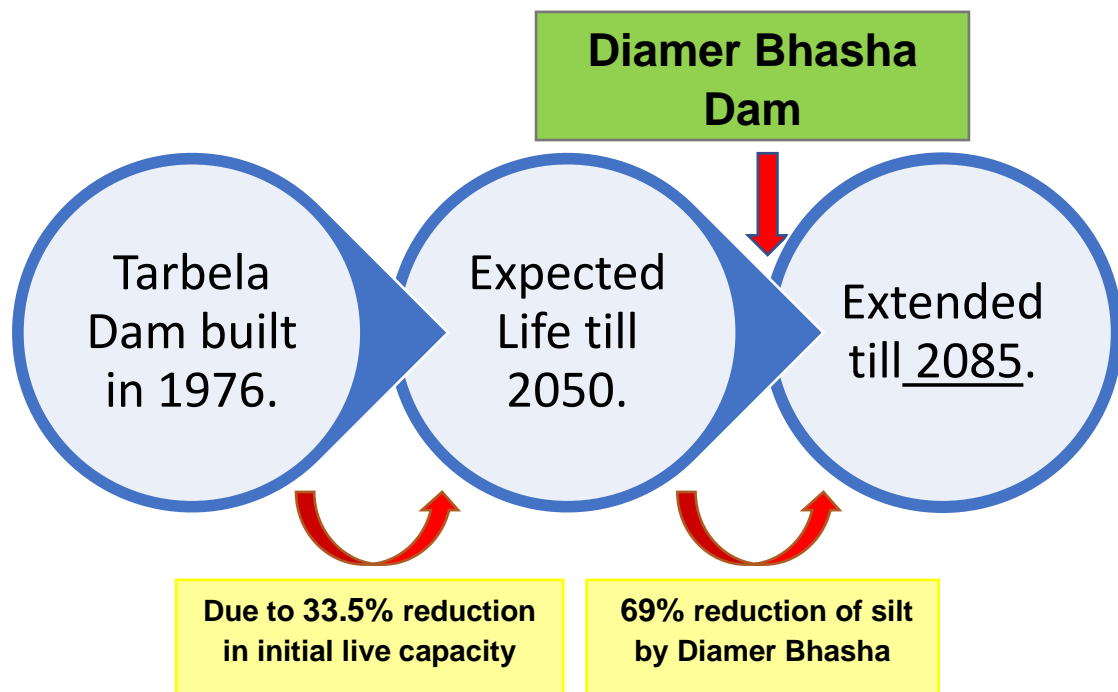 Diamer Bhasha
Dam
Tarbela
Dam built
in 1976.
Expected
Life till
2050.
Extended
till 2085.
Due to 33.5% reduction
in initial live capacity
69% reduction of silt
by Diamer Bhasha